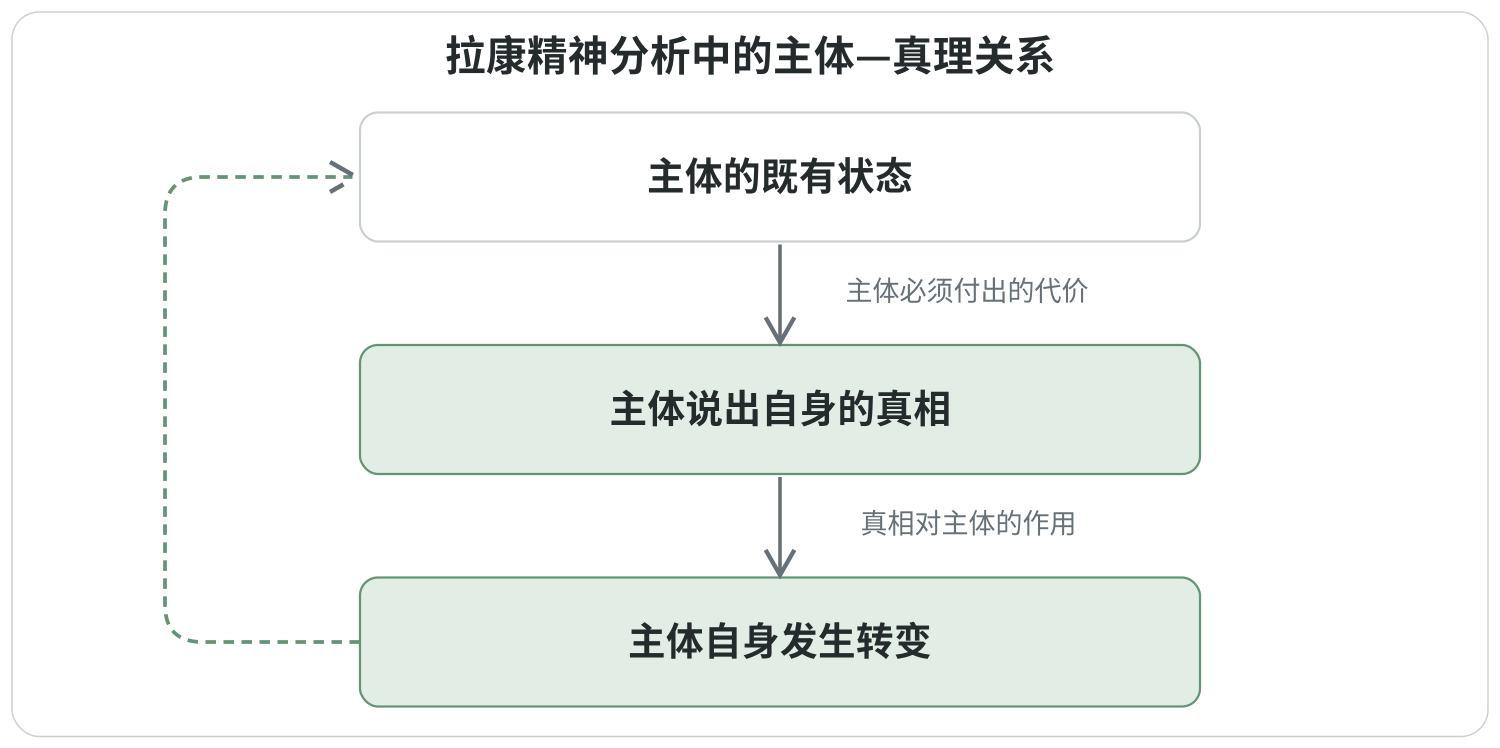 拉康精神分析中的主体—真理关系
主体的既有状态
主体必须付出的代价
主体说出自身的真相
真相对主体的作用
主体自身发生转变